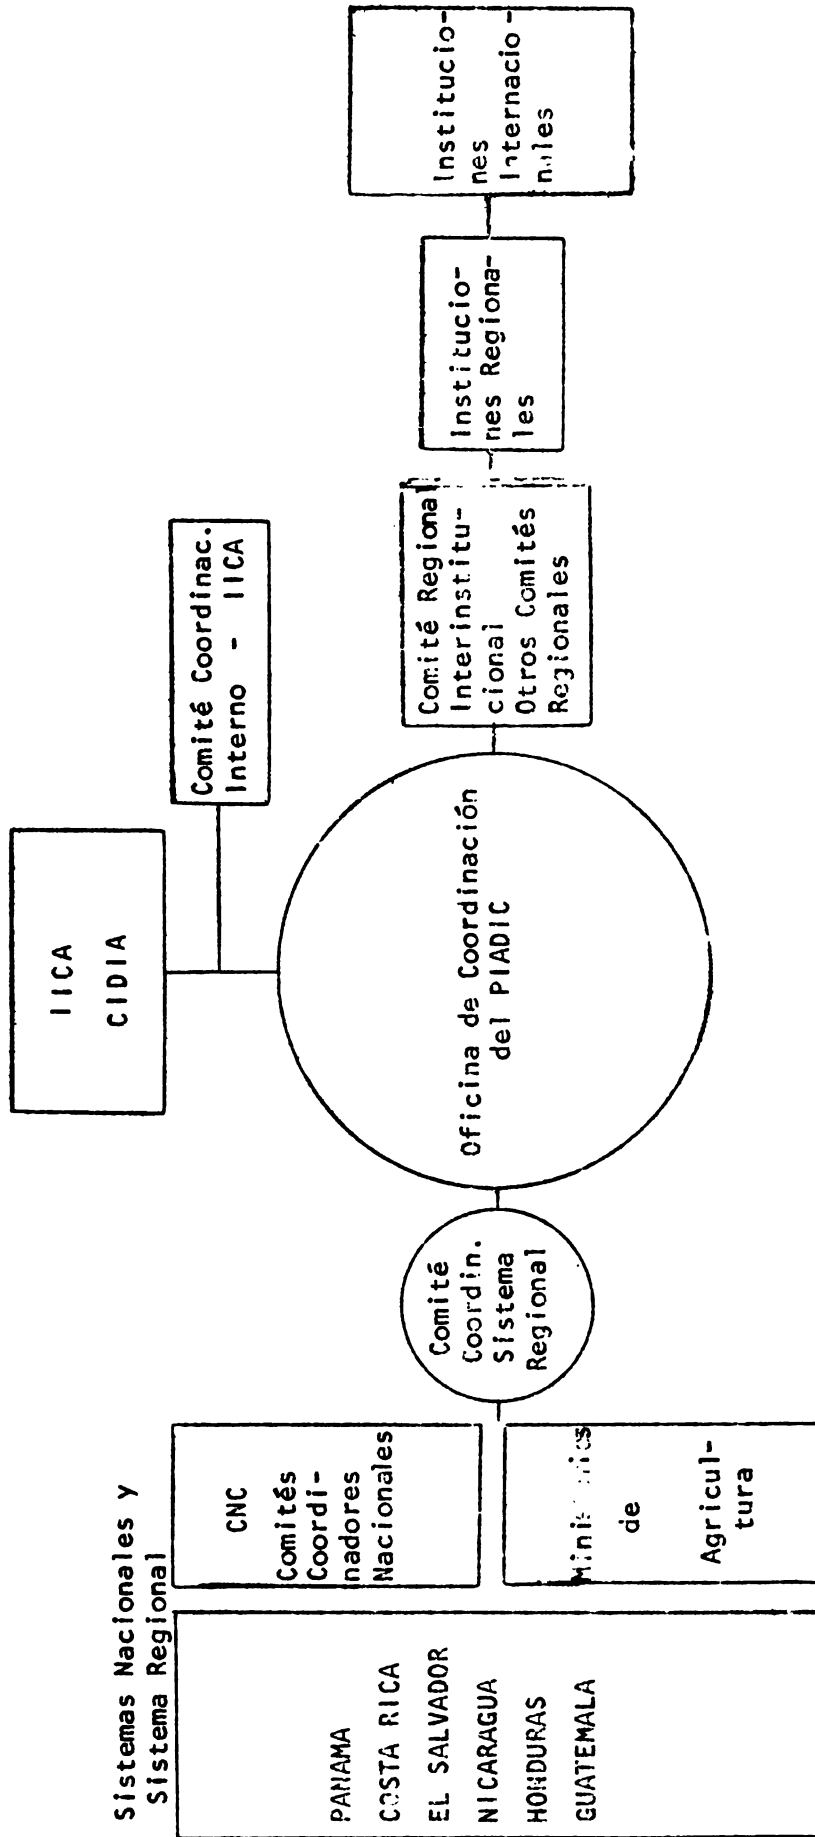 Sistemas Nacionales y
Sistema Regional
PANAMA
COSTA RICA
EL SALVADOR
NICARAGUA
HONDURAS
GUATEMALA
CNC
Comités
Coordi-
nadores
Nacionales
de
Agricul-
tura
Comité
Coordin.
Sistema
Regional
IICA
CIDIA
Comité Coordinac.
Interno - IICA
Oficina de Coordinación
del PIADIC
Comité Regional
Interinstitu-
cional
Otros Comités
Regionales
Institucio-
nes Regiona-
les
Institucio-
nes
Internacio-
nales